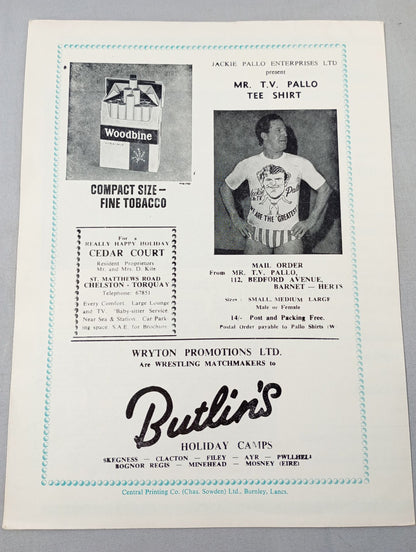 Woodbine
COMPACT SIZE–
FINE TOBACCO
JACKIE PALLO ENTERPRISES LTD
present
MR. T.V. PALLO
TEE SHIRT
Jackie
Pallo
ARE THE GREATEST
For a
REALLY HAPPY HOLIDAY
CEDAR COURT
Resident Proprietors
Mr. and Mrs. D. Kite
ST. MATTHEWS ROAD
CHELSTON - TORQUAY
Telephone: 67851
Every Comfort. Large Lounge
and TV. 'Baby-sitter Service
Near Sea & Station. Car Park
ing space S.A.E. for Brochure
MAIL ORDER
From MR. T.V. PALLO,
112, BEDFORD AVENUE,
BARNET — HERTS
Sizes : SMALL, MEDIUM LARGE
Male or Female
14/- Post and Packing Free.
Postal Order payable to Pallo Shirts (W
WRYTON PROMOTIONS LTD.
Are WRESTLING MATCHMAKERS to
Butlin's
HOLIDAY CAMPS
SKEGNESS — CLACTON — FILEY — AYR — PWLLHELI
BOGNOR REGIS — MINEHEAD — MOSNEY (EIRE)
Central Printing Co. (Chas. Sowden) Ltd., Burnley, Lancs.